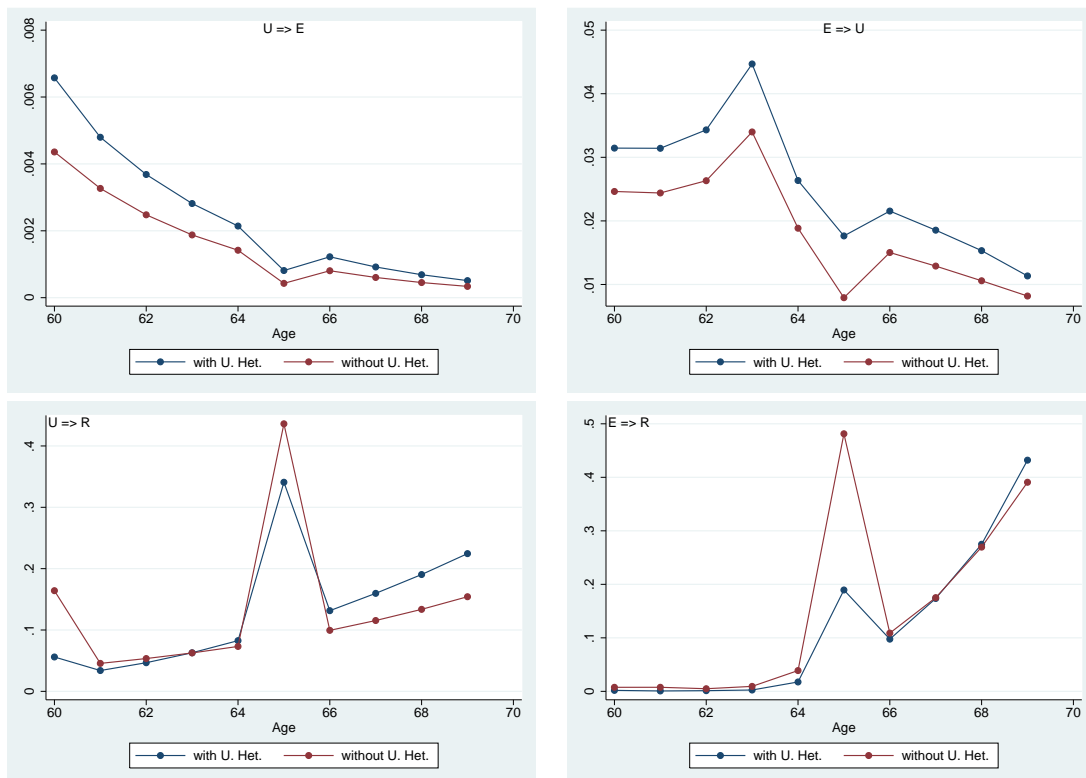 U => E
.008
.006
.004
.002
0
60 62 64 66 68 70
Age
with U. Het. without U. Het.
E => U
.05
.04
.03
.02
.01
60 62 64 66 68 70
Age
with U. Het. without U. Het.
U => R
.4
.3
.2
.1
0
60 62 64 66 68 70
Age
with U. Het. without U. Het.
E => R
.5
.4
.3
.2
.1
0
60 62 64 66 68 70
Age
with U. Het. without U. Het.